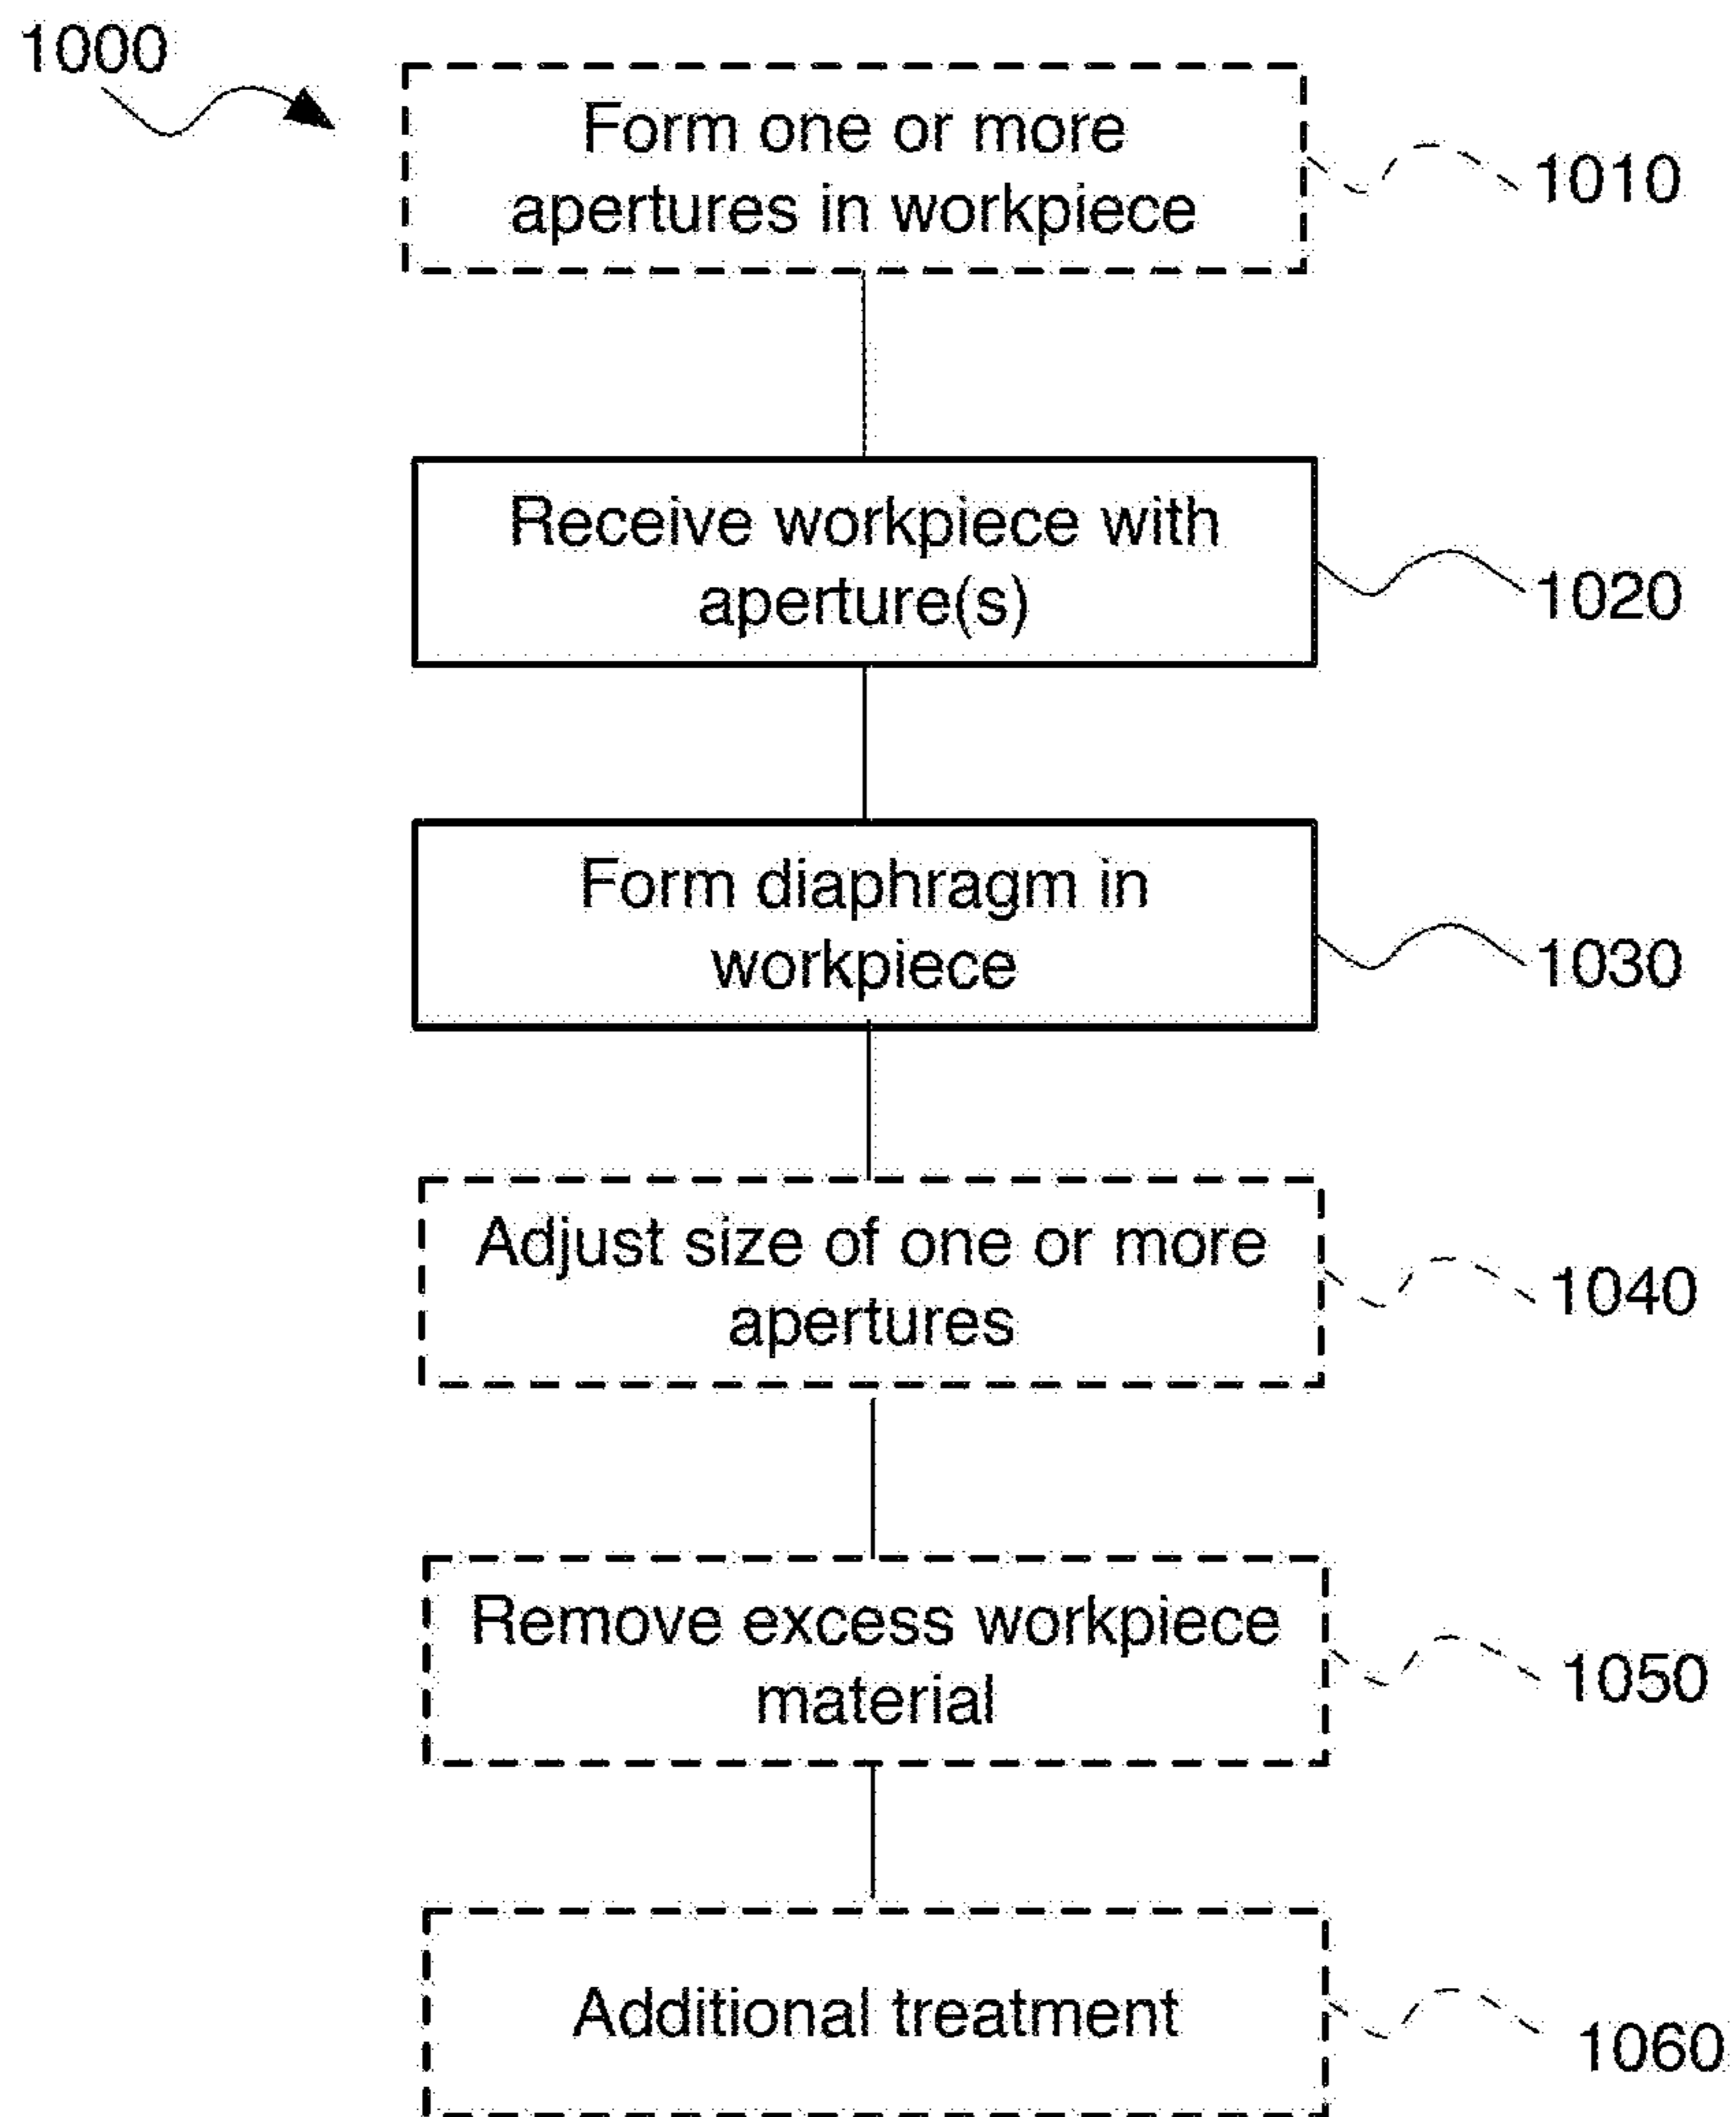 1000
Form one or more
apertures in workpiece
1010
Receive workpiece with
aperture(s)
1020
Form diaphragm in
workpiece
1030
Adjust size of one or more
apertures
1040
Remove excess workpiece
material
1050
Additional treatment
1060